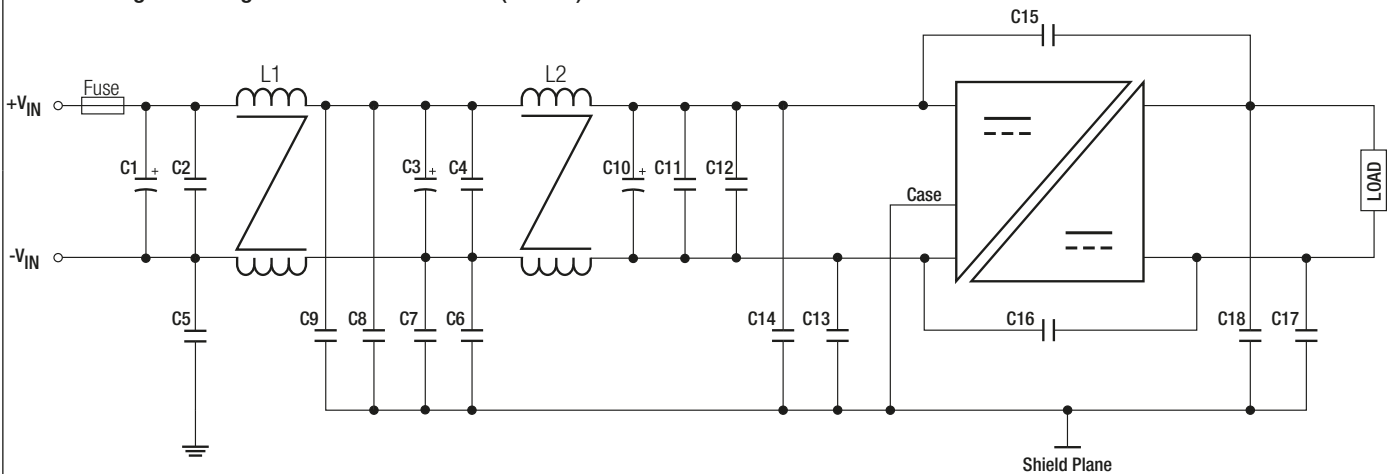 C15
L1
L2
Fuse
+VIN
C1
+
C2
C3
+
C4
C10
+
C11
C12
Case
LOAD
-VIN
C5
C9
C8
C7
C6
C14
C13
C16
C18
C17
Shield Plane